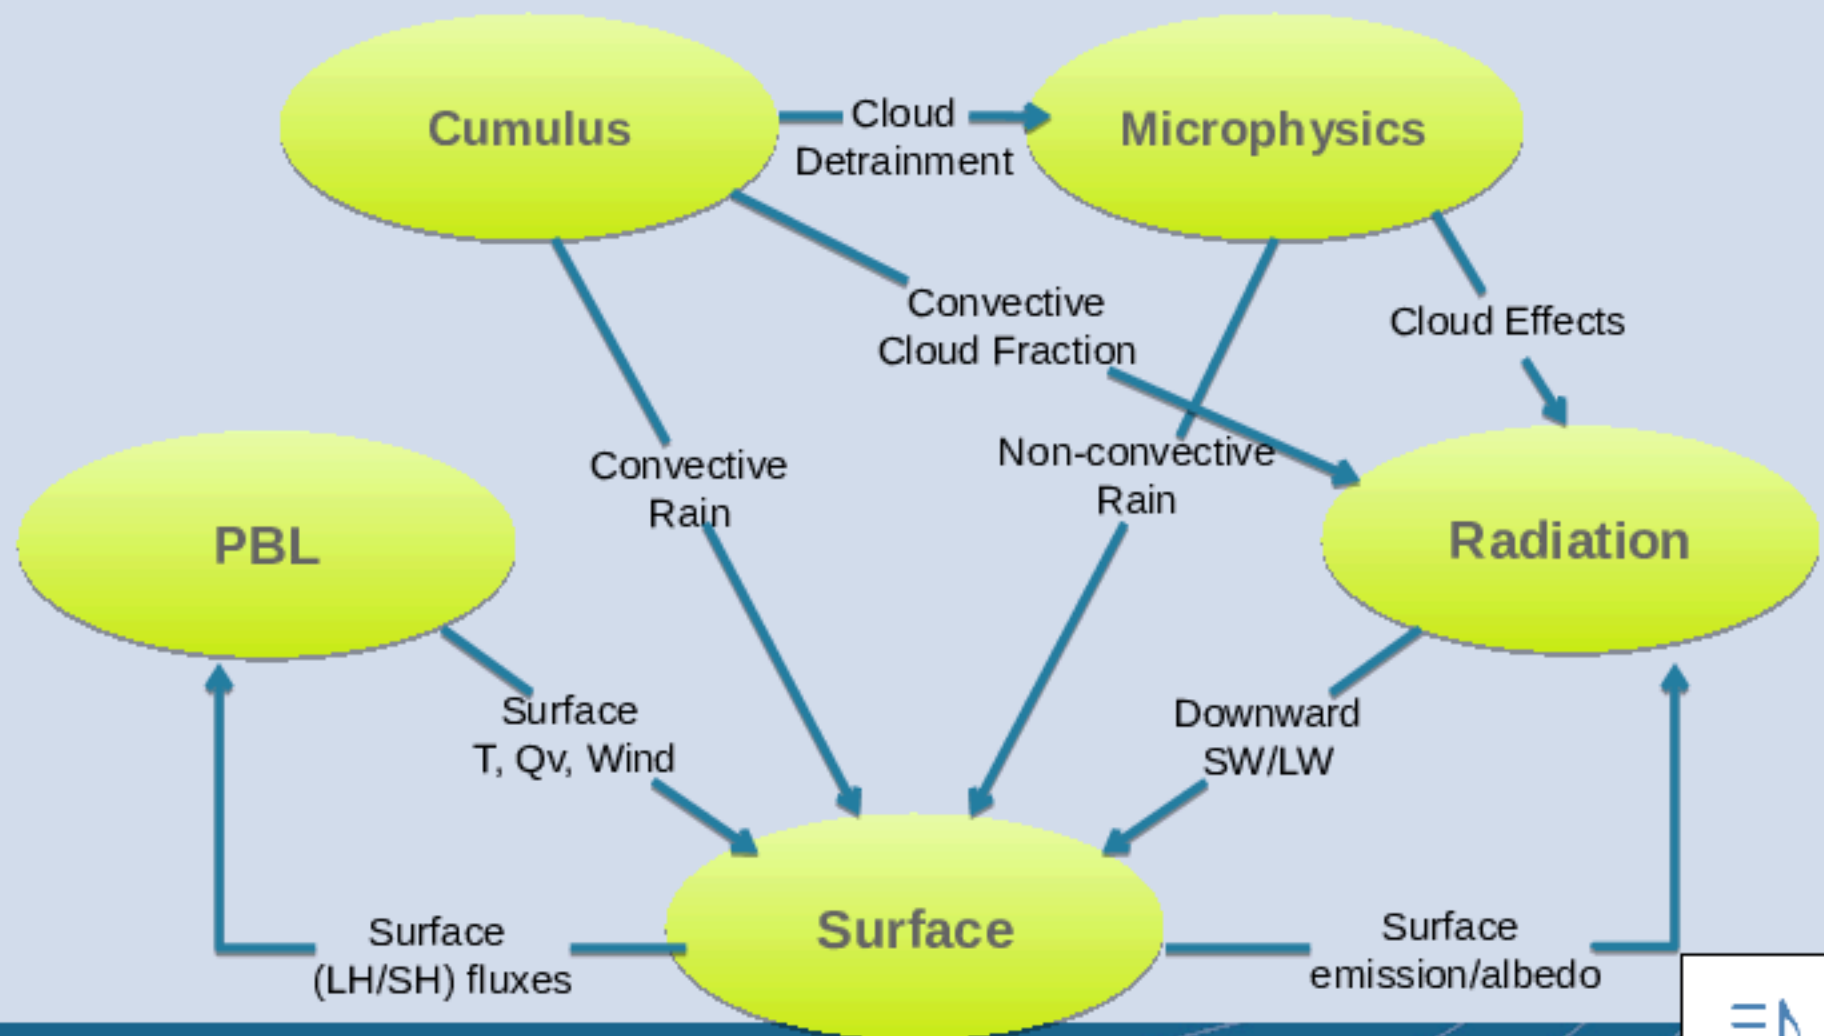 Cumulus
Cloud
Detrainment
Microphysics
Convective
Cloud Fraction
Cloud Effects
Convective
Rain
Non-convective
Rain
PBL
Radiation
Surface
T, Qv, Wind
Downward
SW/LW
Surface
(LH/SH) fluxes
Surface
Surface
emission/albedo